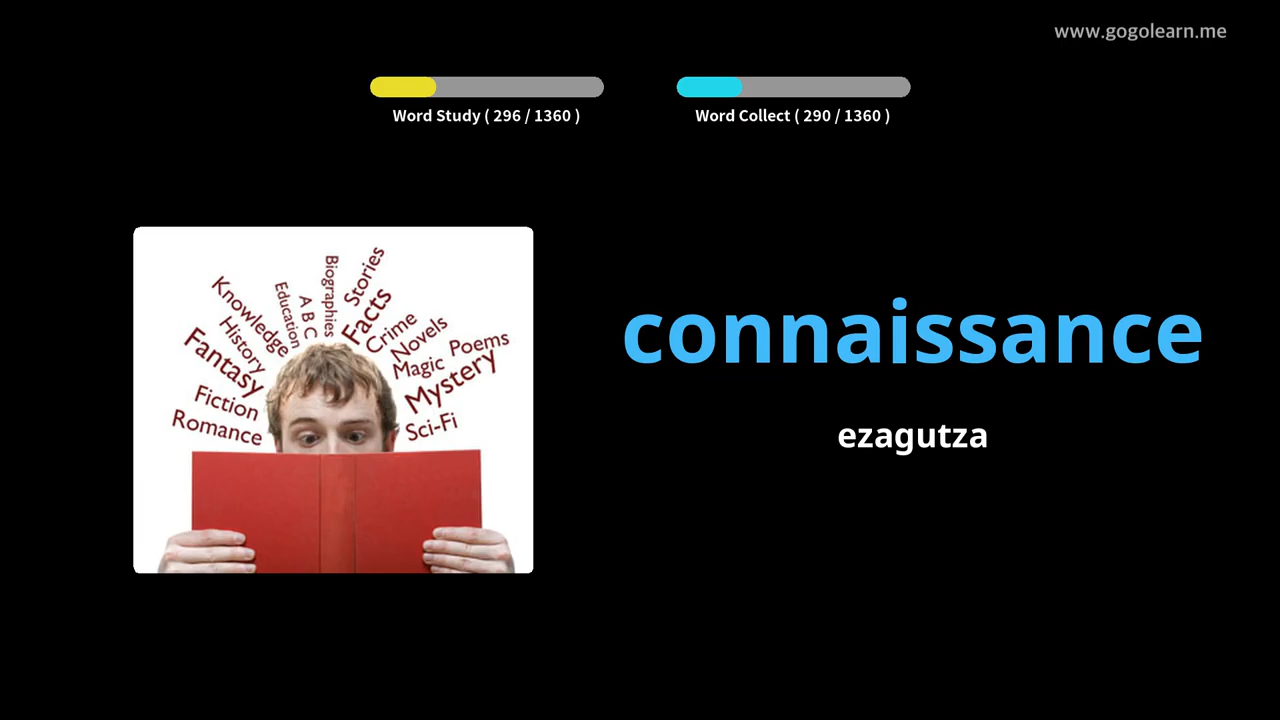 www.gogolearn.me
Word Study ( 296 / 1360 )
Word Collect ( 290 / 1360 )
Stories
Biographies
Education
A B C
Facts
Knowledge
Crime
History
Novels
Poems
Fantasy
Magic
Mystery
Fiction
Romance
Sci-Fi
connaissance
ezagutza